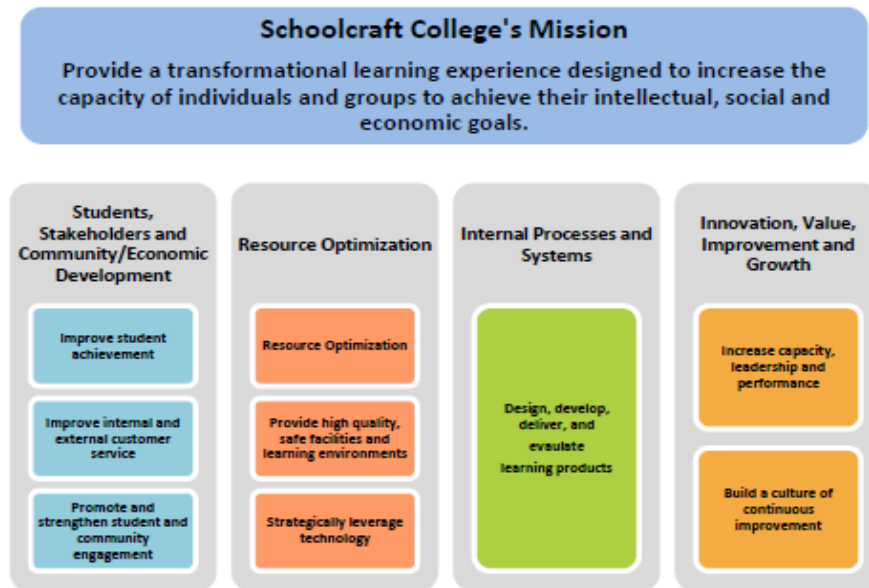 Schoolcraft College's Mission
Provide a transformational learning experience designed to increase the
capacity of individuals and groups to achieve their intellectual, social and
economic goals.
Students,
Stakeholders and
Community/Economic
Development
Improve student
achievement
Improve internal and
external customer
service
Promote and
strengthen student and
community
engagement
Resource Optimization
Resource Optimization
Provide high quality,
safe facilities and
learning environments
Strategically leverage
technology
Internal Processes and
Systems
Design, develop,
deliver, and
evaulate
learning products
Innovation, Value,
Improvement and
Growth
Increase capacity,
leadership and
performance
Build a culture of
continuous
improvement